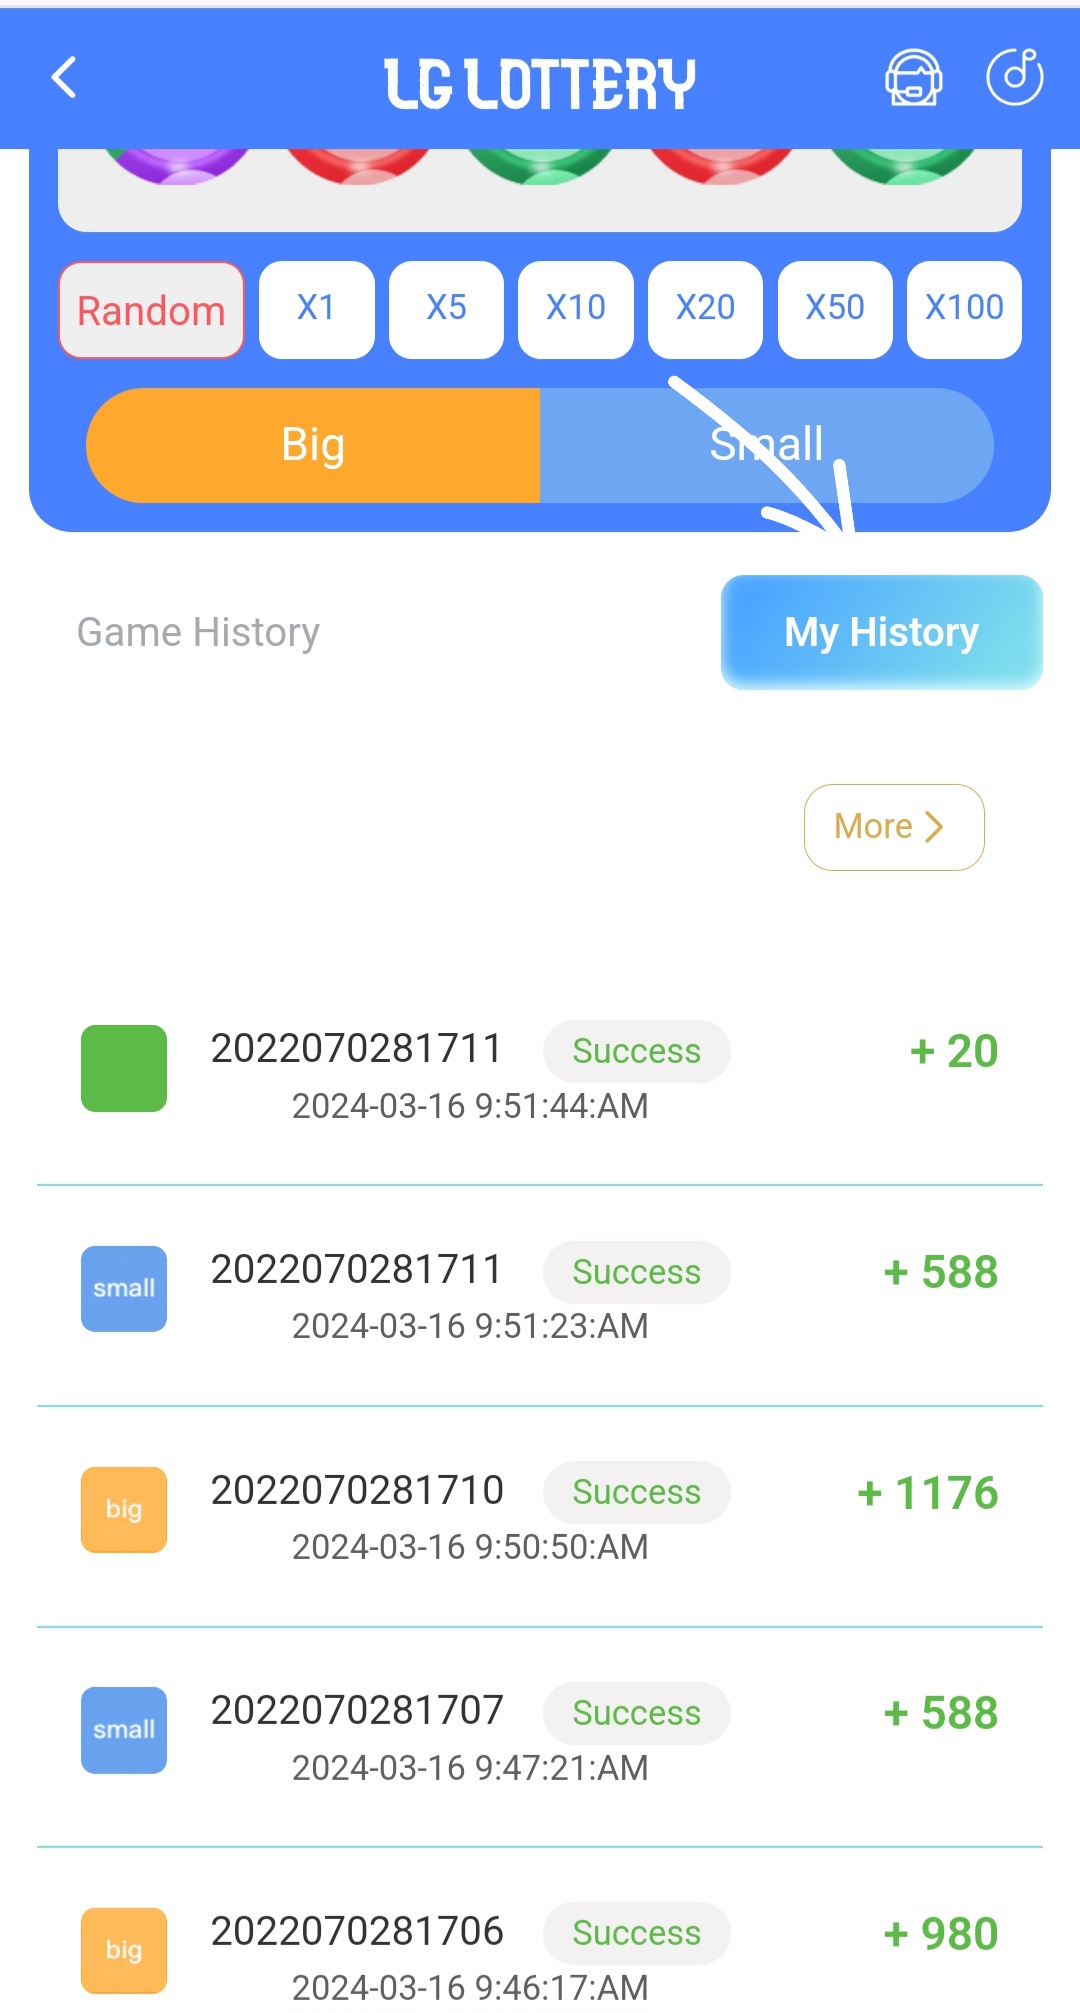 LG LOTTERY
Random X1 X5 X10 X20 X50 X100
Big Small
Game History My History
More
2022070281711 Success + 20
2024-03-16 9:51:44:AM
small 2022070281711 Success + 588
2024-03-16 9:51:23:AM
big 2022070281710 Success + 1176
2024-03-16 9:50:50:AM
small 2022070281707 Success + 588
2024-03-16 9:47:21:AM
big 2022070281706 Success + 980
2024-03-16 9:46:17:AM